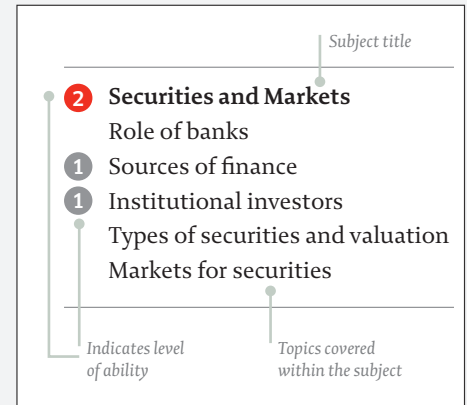 Subject title
2 Securities and Markets
Role of banks
1 Sources of finance
1 Institutional investors
Types of securities and valuation
Markets for securities
Indicates level
of ability
Topics covered
within the subject